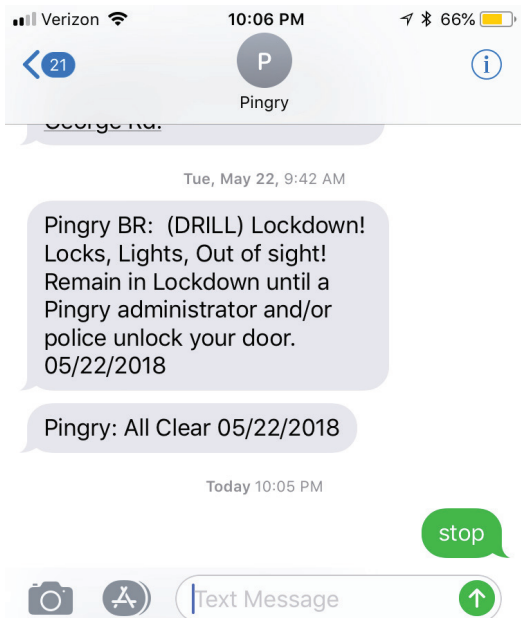 Verizon 10:06 PM 66%
21
P
Pingry
George Rd.
Tue, May 22, 9:42 AM
Pingry BR:  (DRILL) Lockdown!
Locks, Lights, Out of sight!
Remain in Lockdown until a
Pingry administrator and/or
police unlock your door.
05/22/2018
Pingry: All Clear 05/22/2018
Today 10:05 PM
stop
Text Message